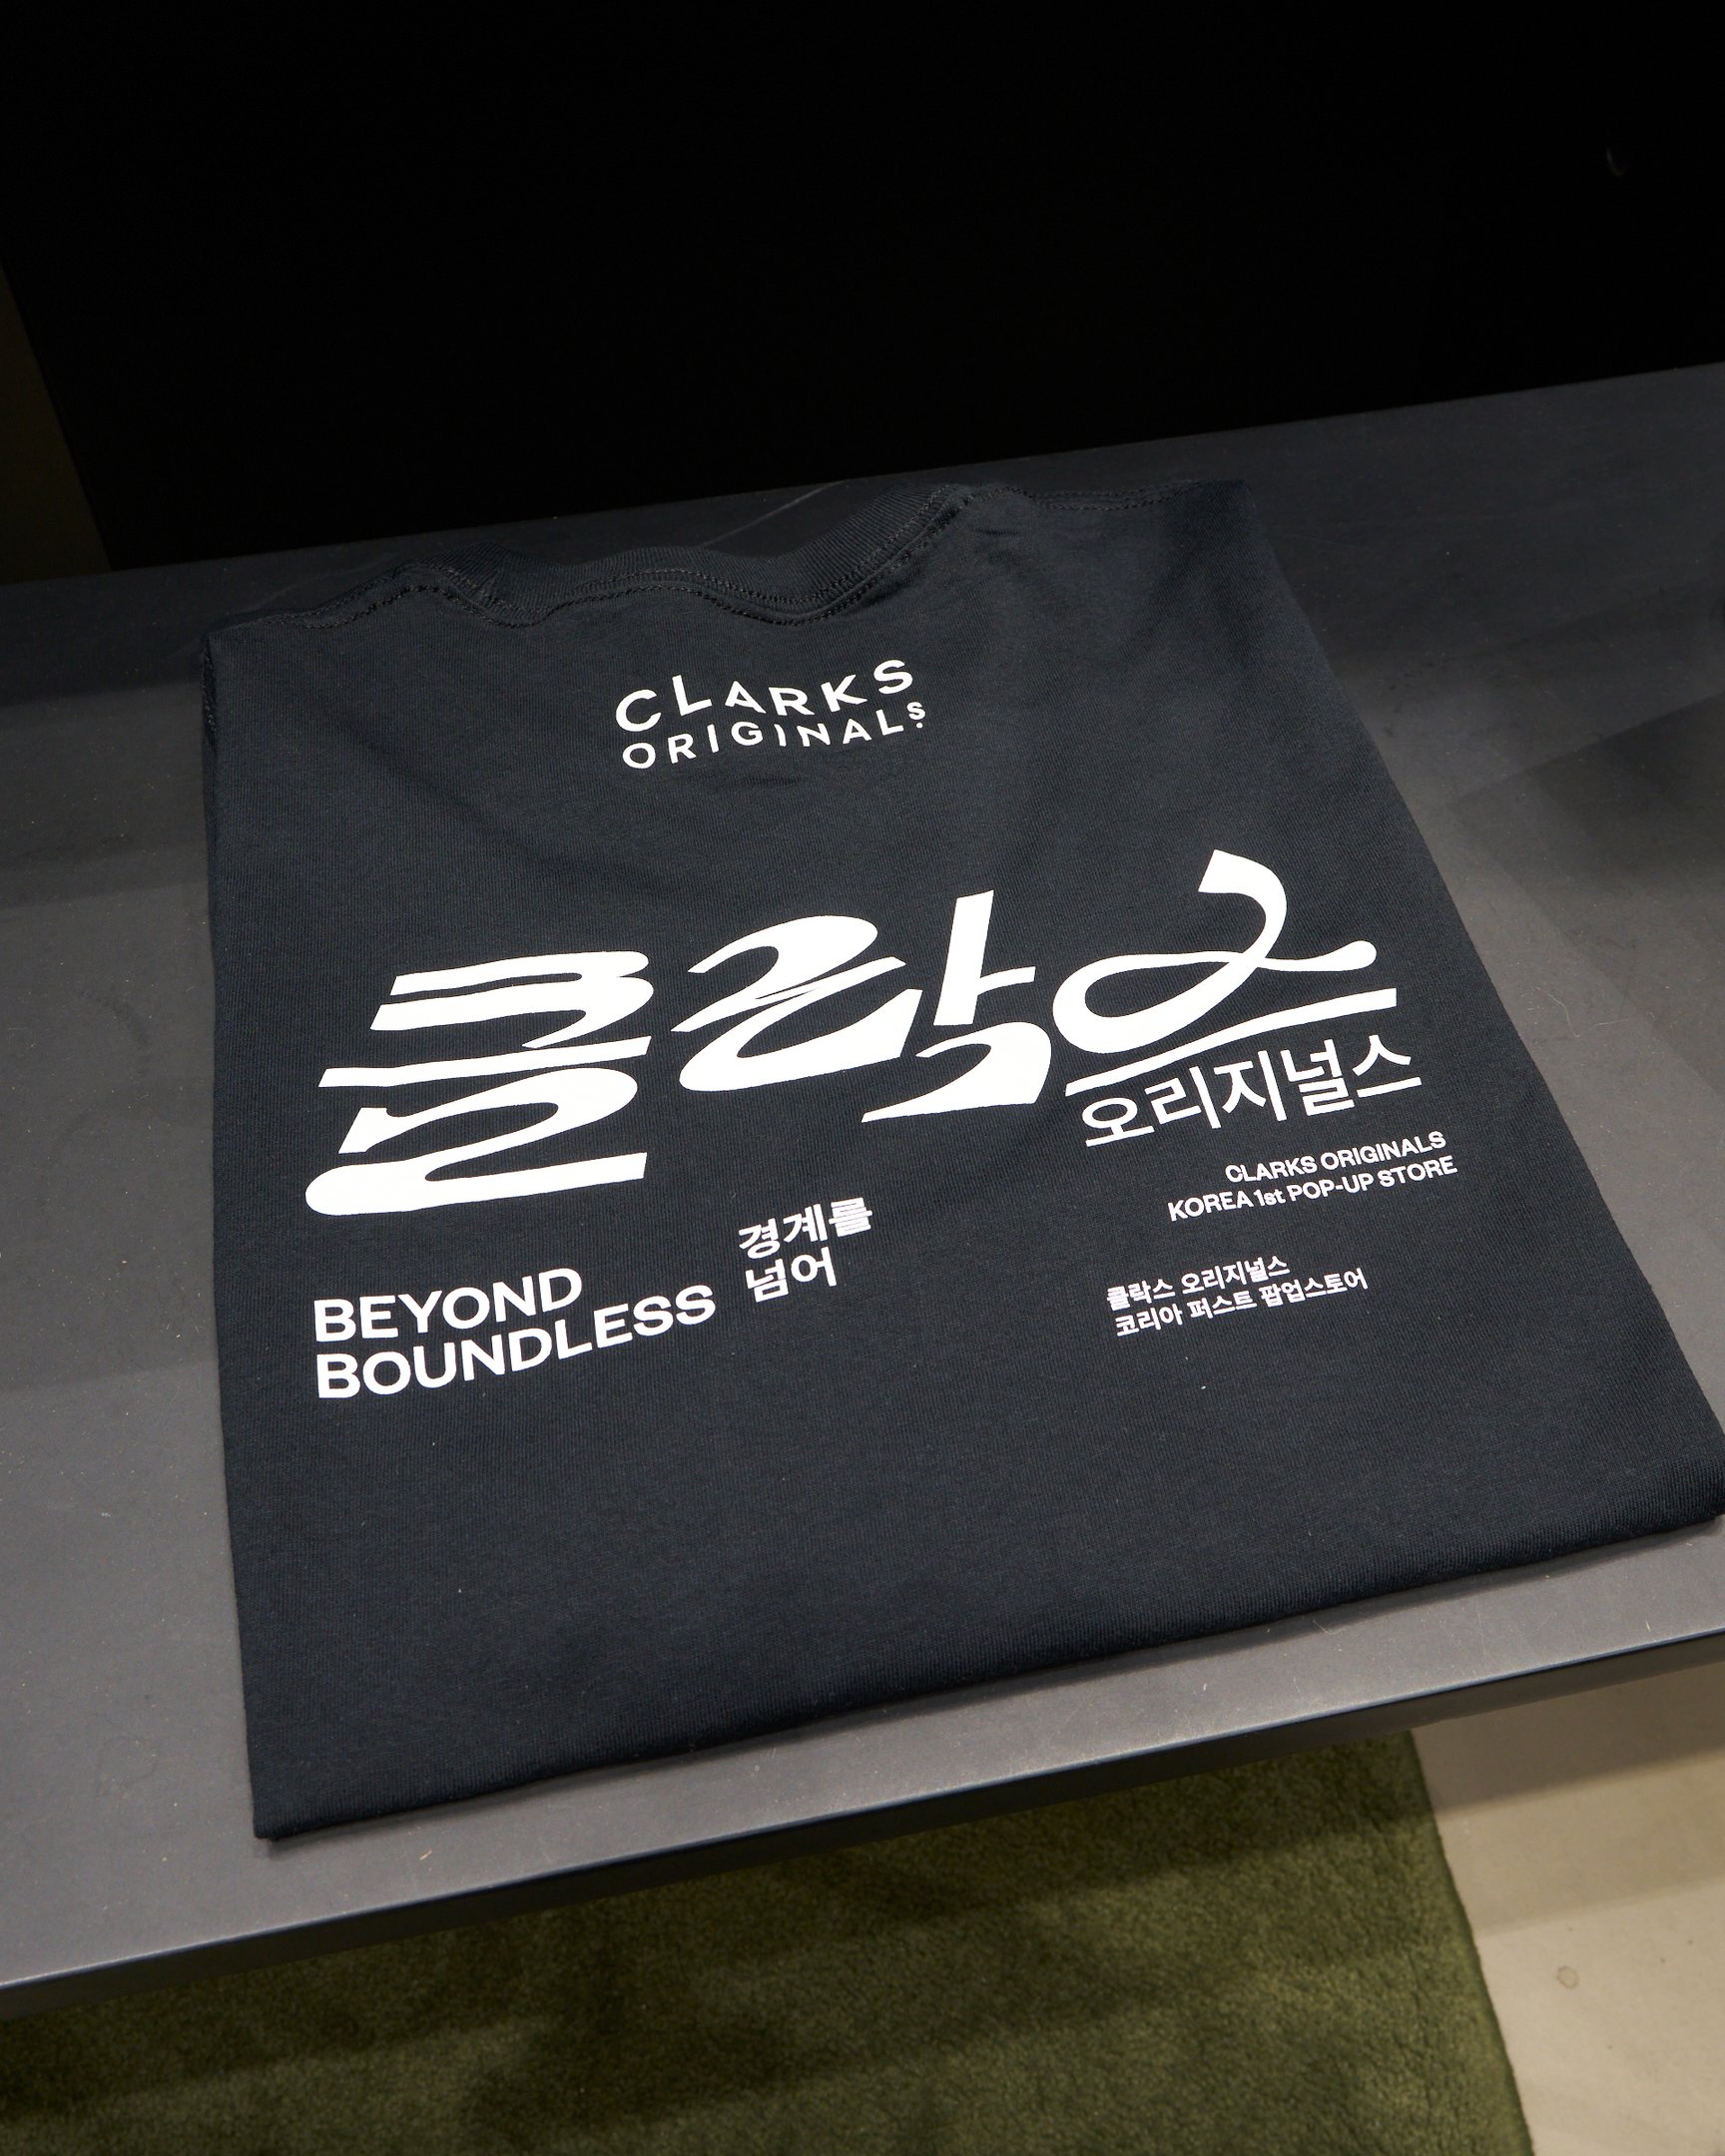 CLARKS
ORIGINALS
클락스
오리지널스
CLARKS ORIGINALS
KOREA 1st POP-UP STORE
경계를
넘어
BEYOND
BOUNDLESS
클락스 오리지널스
코리아 퍼스트 팝업스토어